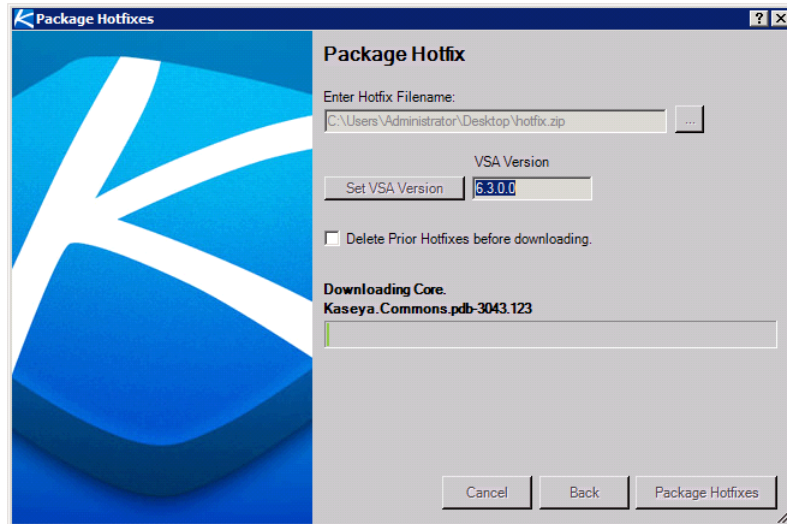 Package Hotfixes
Package Hotfix
Enter Hotfix Filename:
C:\Users\Administrator\Desktop\hotfix.zip
...
VSA Version
Set VSA Version
6.3.0.0
Delete Prior Hotfixes before downloading.
Downloading Core.
Kaseya.Commons.pdb-3043.123
Cancel
Back
Package Hotfixes